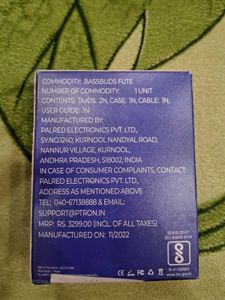 COMMODITY: BASSBUDS FUTE
NUMBER OF COMMODITY: 1 UNIT
CONTENTS: BUDS: 2N, CASE: 1N, CABLE: 1N,
USER GUIDE: 1N
MANUFACTURED BY:
PALRED ELECTRONICS PVT. LTD.,
SY.NO.1240, KURNOOL NANDYAL ROAD,
NANNUR VILLAGE, KURNOOL,
ANDHRA PRADESH, 518002, INDIA
IN CASE OF CONSUMER COMPLAINTS, CONTACT:
PALRED ELECTRONICS PVT. LTD.,
ADDRESS AS MENTIONED ABOVE
TEL: 040-67138888 & EMAIL:
SUPPORT@PTRON.IN
MRP: RS. 3299.00 (INCL. OF ALL TAXES)
MANUFACTURED ON: 11/2022